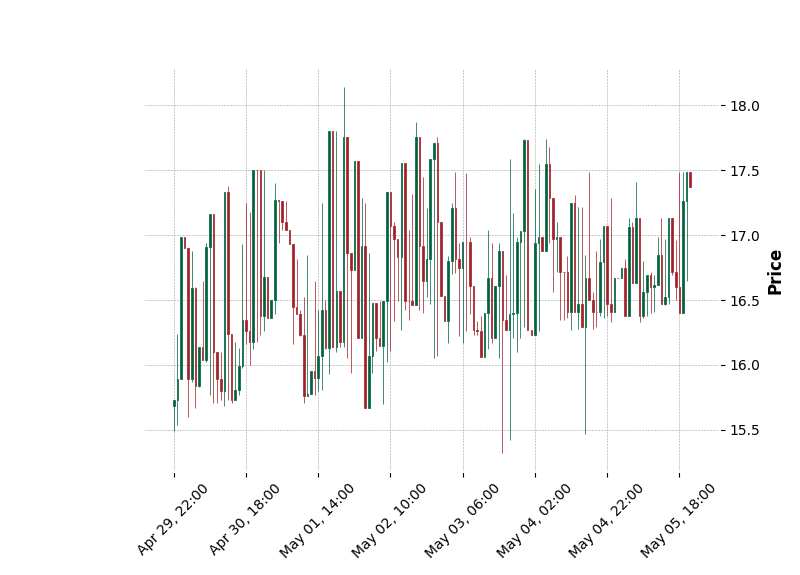 18.0
17.5
17.0
16.5
16.0
15.5
Price
Apr 29, 22:00
Apr 30, 18:00
May 01, 14:00
May 02, 10:00
May 03, 06:00
May 04, 02:00
May 04, 22:00
May 05, 18:00